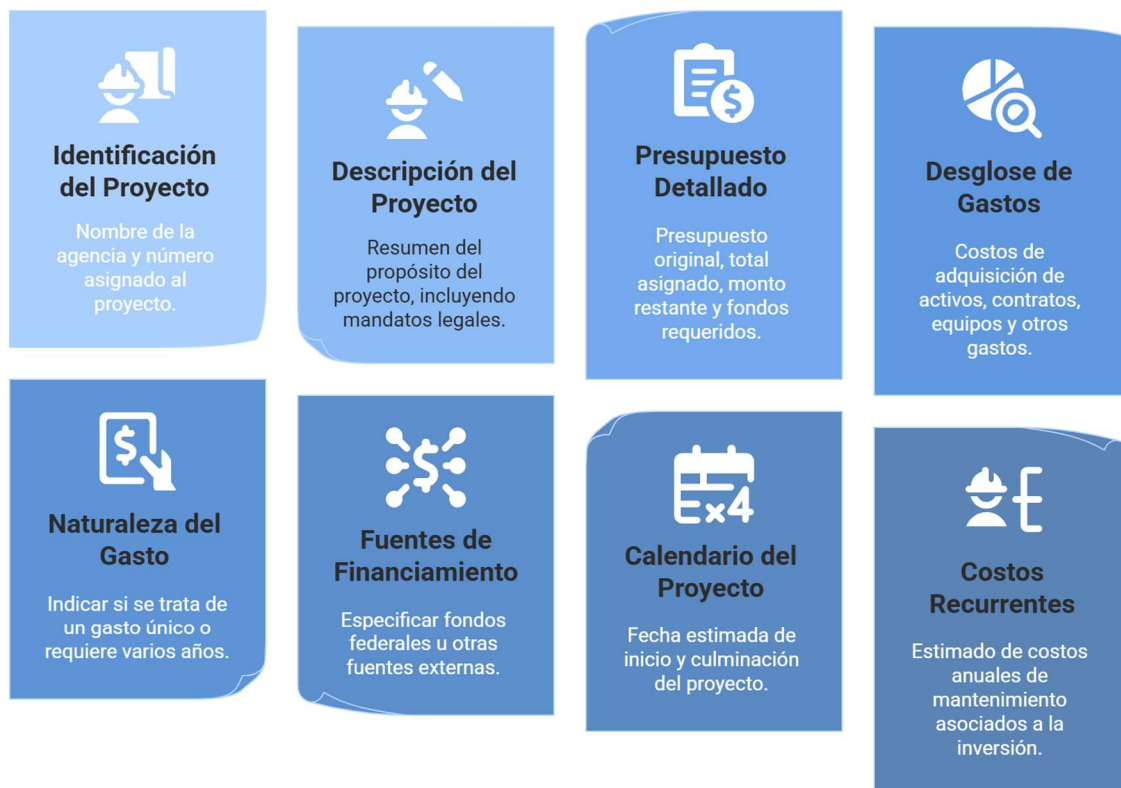 Identificación
del Proyecto
Nombre de la
agencia y número
asignado al
proyecto.
Descripción del
Proyecto
Resumen del
propósito del
proyecto, incluyendo
mandatos legales.
Presupuesto
Detallado
Presupuesto
original, total
asignado, monto
restante y fondos
requeridos.
Desglose de
Gastos
Costos de
adquisición de
activos, contratos,
equipos y otros
gastos.
Naturaleza del
Gasto
Indicar si se trata de
un gasto único o
requiere varios años.
Fuentes de
Financiamiento
Especificar fondos
federales u otras
fuentes externas.
x4
Calendario del
Proyecto
Fecha estimada de
inicio y culminación
del proyecto.
Costos
Recurrentes
Estimado de costos
anuales de
mantenimiento
asociados a la
inversión.